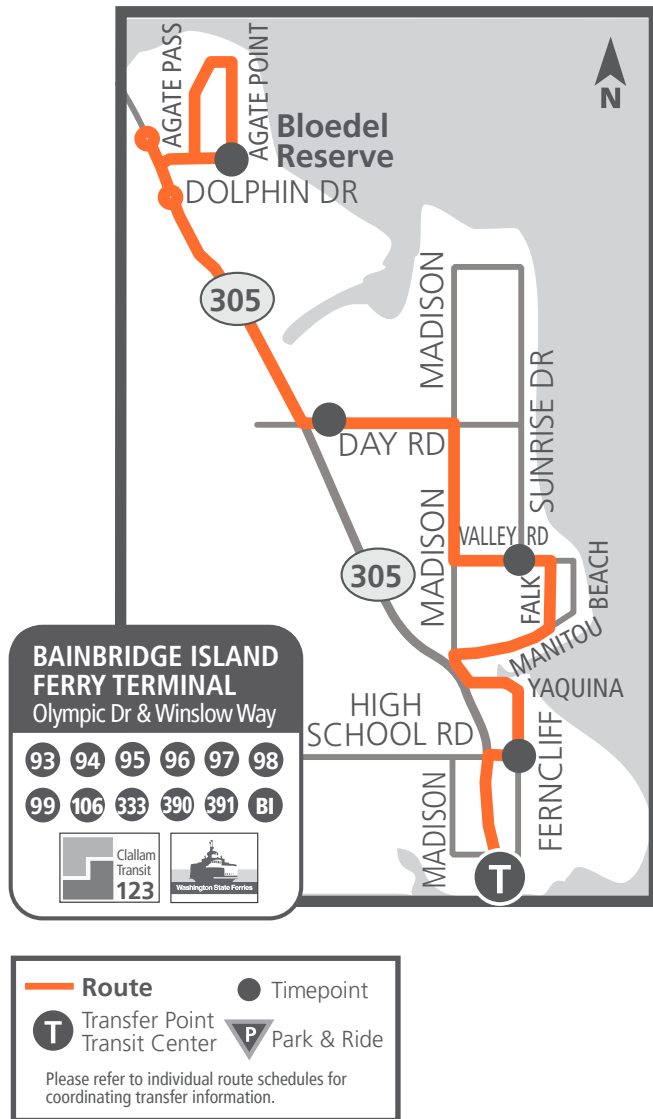 AGATE PASS
AGATE POINT
N
Bloedel
Reserve
DOLPHIN DR
305
MADISON
SUNRISE DR
DAY RD
MADISON
VALLEY RD
305
FALK
BEACH
MANITOU
YAQUINA
HIGH
SCHOOL RD
FERNCLIFF
MADISON
T
BAINBRIDGE ISLAND
FERRY TERMINAL
Olympic Dr & Winslow Way
93 94 95 96 97 98
99 106 333 390 391 BI
Clallam
Transit
123
Washington State Ferries
Route
Timepoint
T
Transfer Point
Transit Center
P
Park & Ride
Please refer to individual route schedules for
coordinating transfer information.